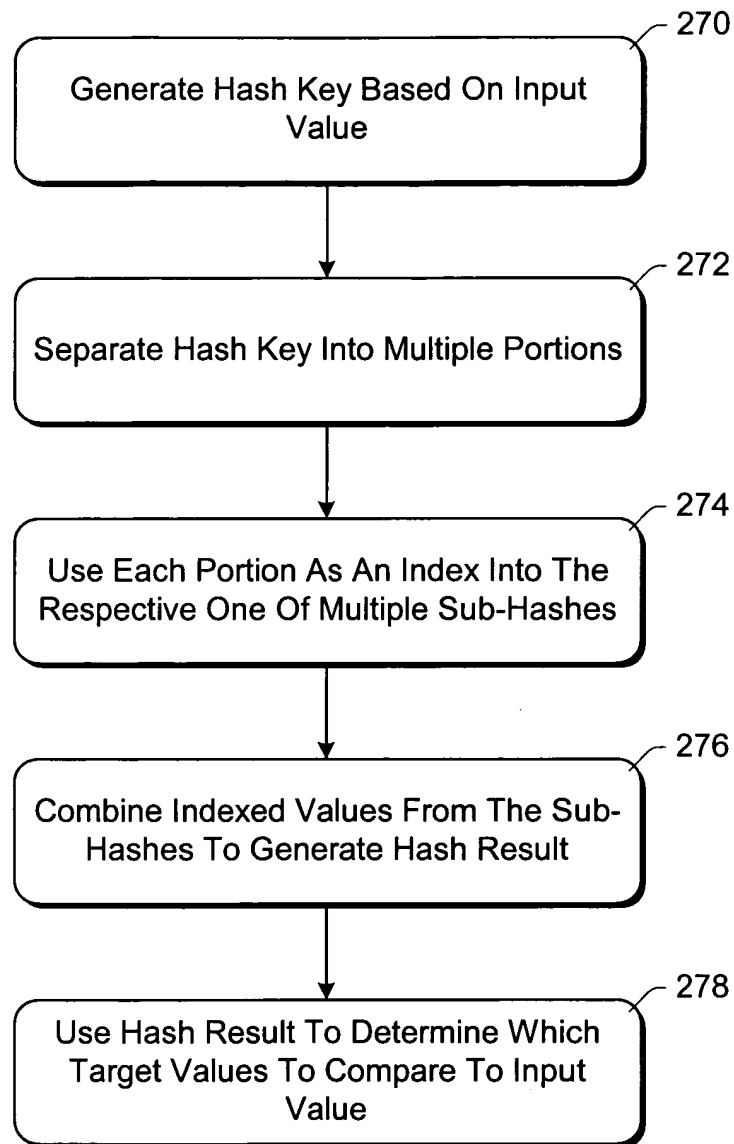 270
Generate Hash Key Based On Input
Value
272
Separate Hash Key Into Multiple Portions
274
Use Each Portion As An Index Into The
Respective One Of Multiple Sub-Hashes
276
Combine Indexed Values From The Sub-
Hashes To Generate Hash Result
278
Use Hash Result To Determine Which
Target Values To Compare To Input
Value